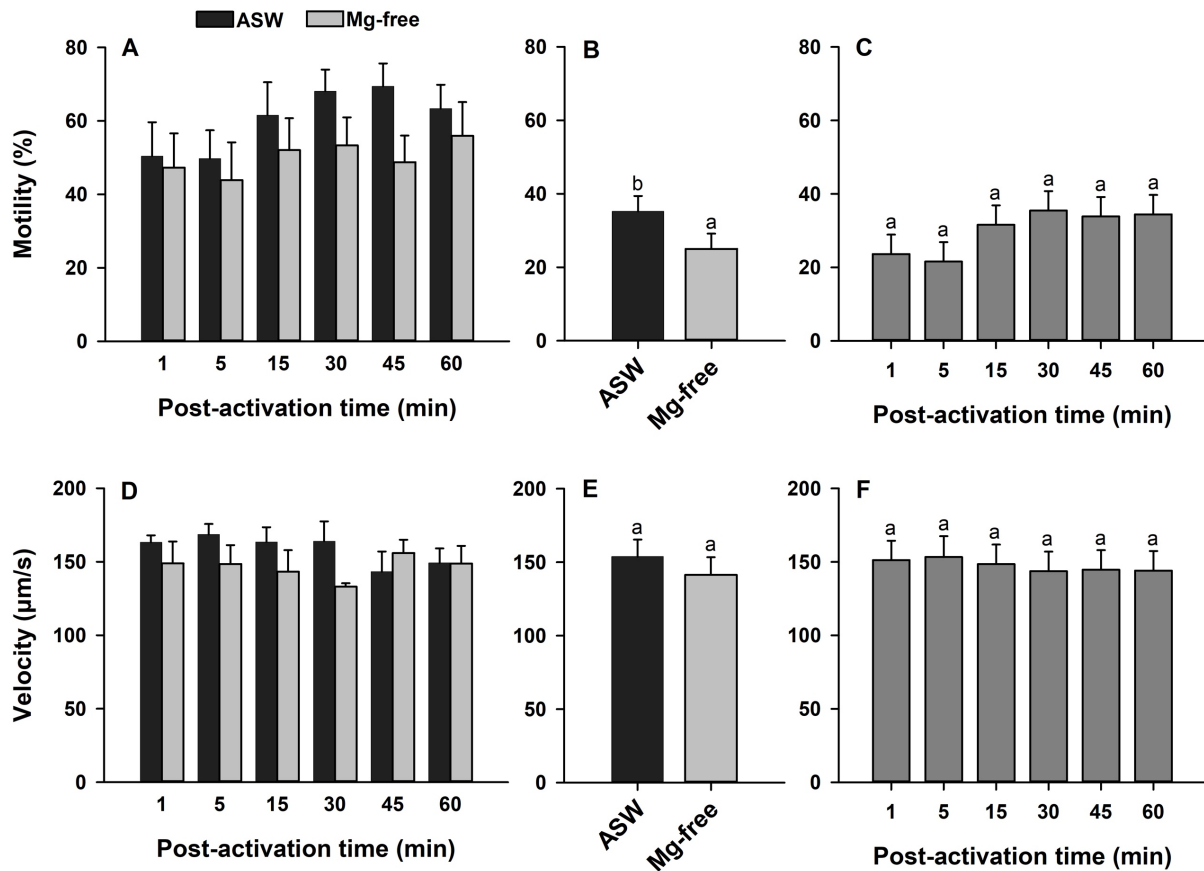 ASW Mg-free
A
B
C
80
60
40
20
0
Motility (%)
1 5 15 30 45 60
Post-activation time (min)
80
60
40
20
0
b
a
ASW
Mg-free
80
60
40
20
0
a a a a a a
1 5 15 30 45 60
Post-activation time (min)
D
E
F
200
150
100
50
0
Velocity (µm/s)
1 5 15 30 45 60
Post-activation time (min)
200
150
100
50
0
a a
ASW
Mg-free
200
150
100
50
0
a a a a a a
1 5 15 30 45 60
Post-activation time (min)